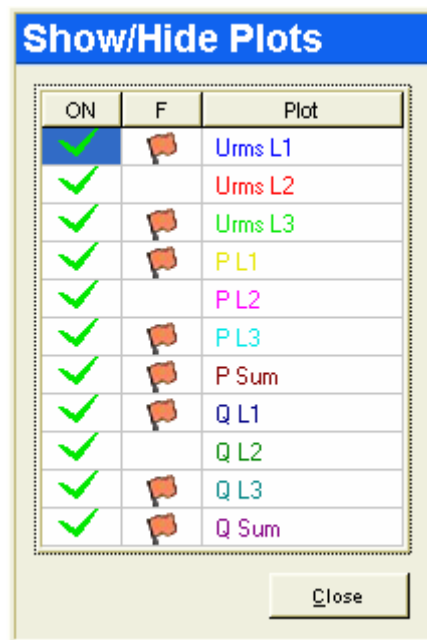 Show/Hide Plots
ON F Plot
Urms L1
Urms L2
Urms L3
P L1
P L2
P L3
P Sum
Q L1
Q L2
Q L3
Q Sum
Close